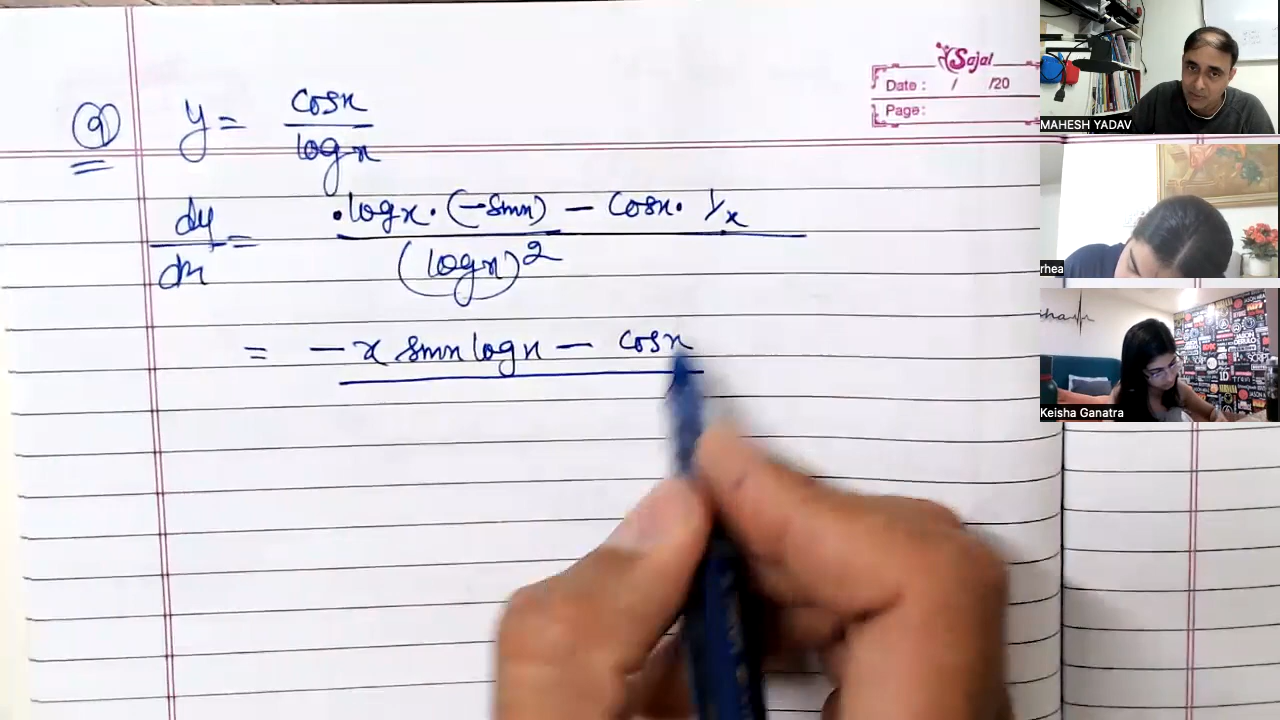 9 y = cosx / logx
Sajal
Date : / /20
Page:
dy/dx = logx · (-sinx) - cosx · 1/x / (logx)2
= - x sinx logx - cosx
MAHESH YADAV
rhea
Keisha Ganatra